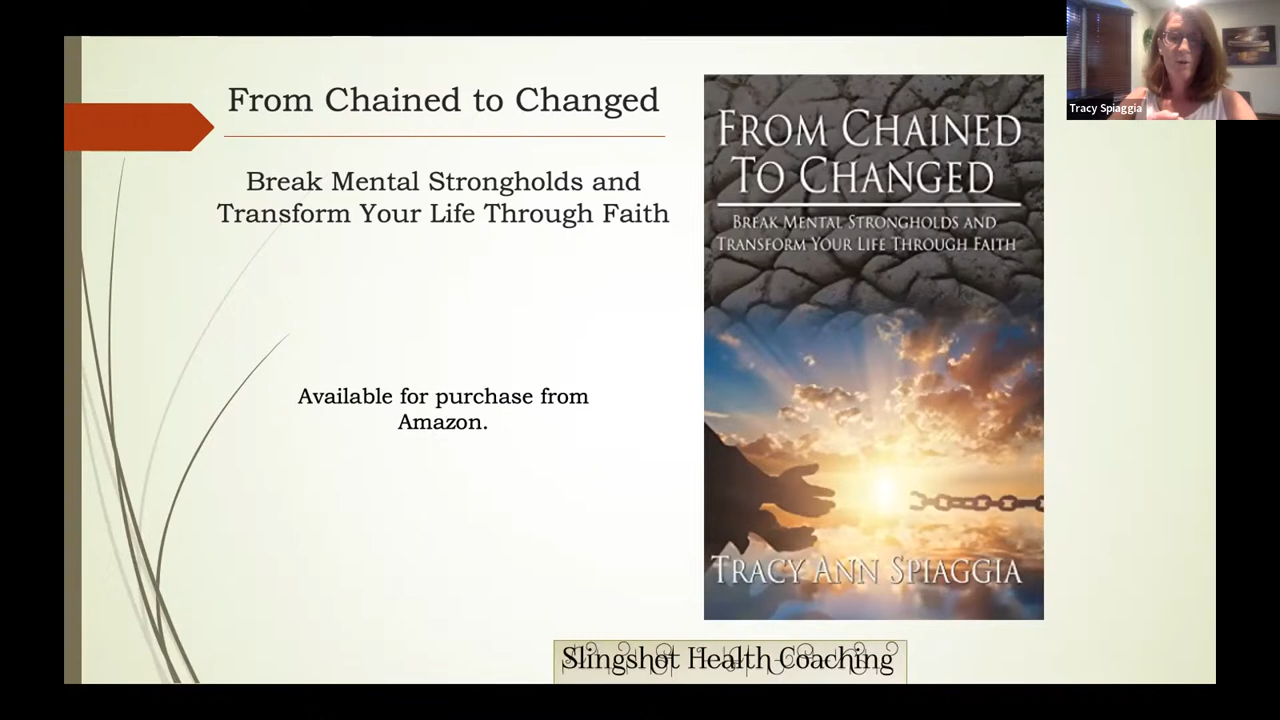 From Chained to Changed
Break Mental Strongholds and
Transform Your Life Through Faith
Available for purchase from
Amazon.
FROM CHAINED
TO CHANGED
BREAK MENTAL STRONGHOLDS AND
TRANSFORM YOUR LIFE THROUGH FAITH
TRACY ANN SPIAGGIA
Slingshot Health Coaching
Tracy Spiaggia